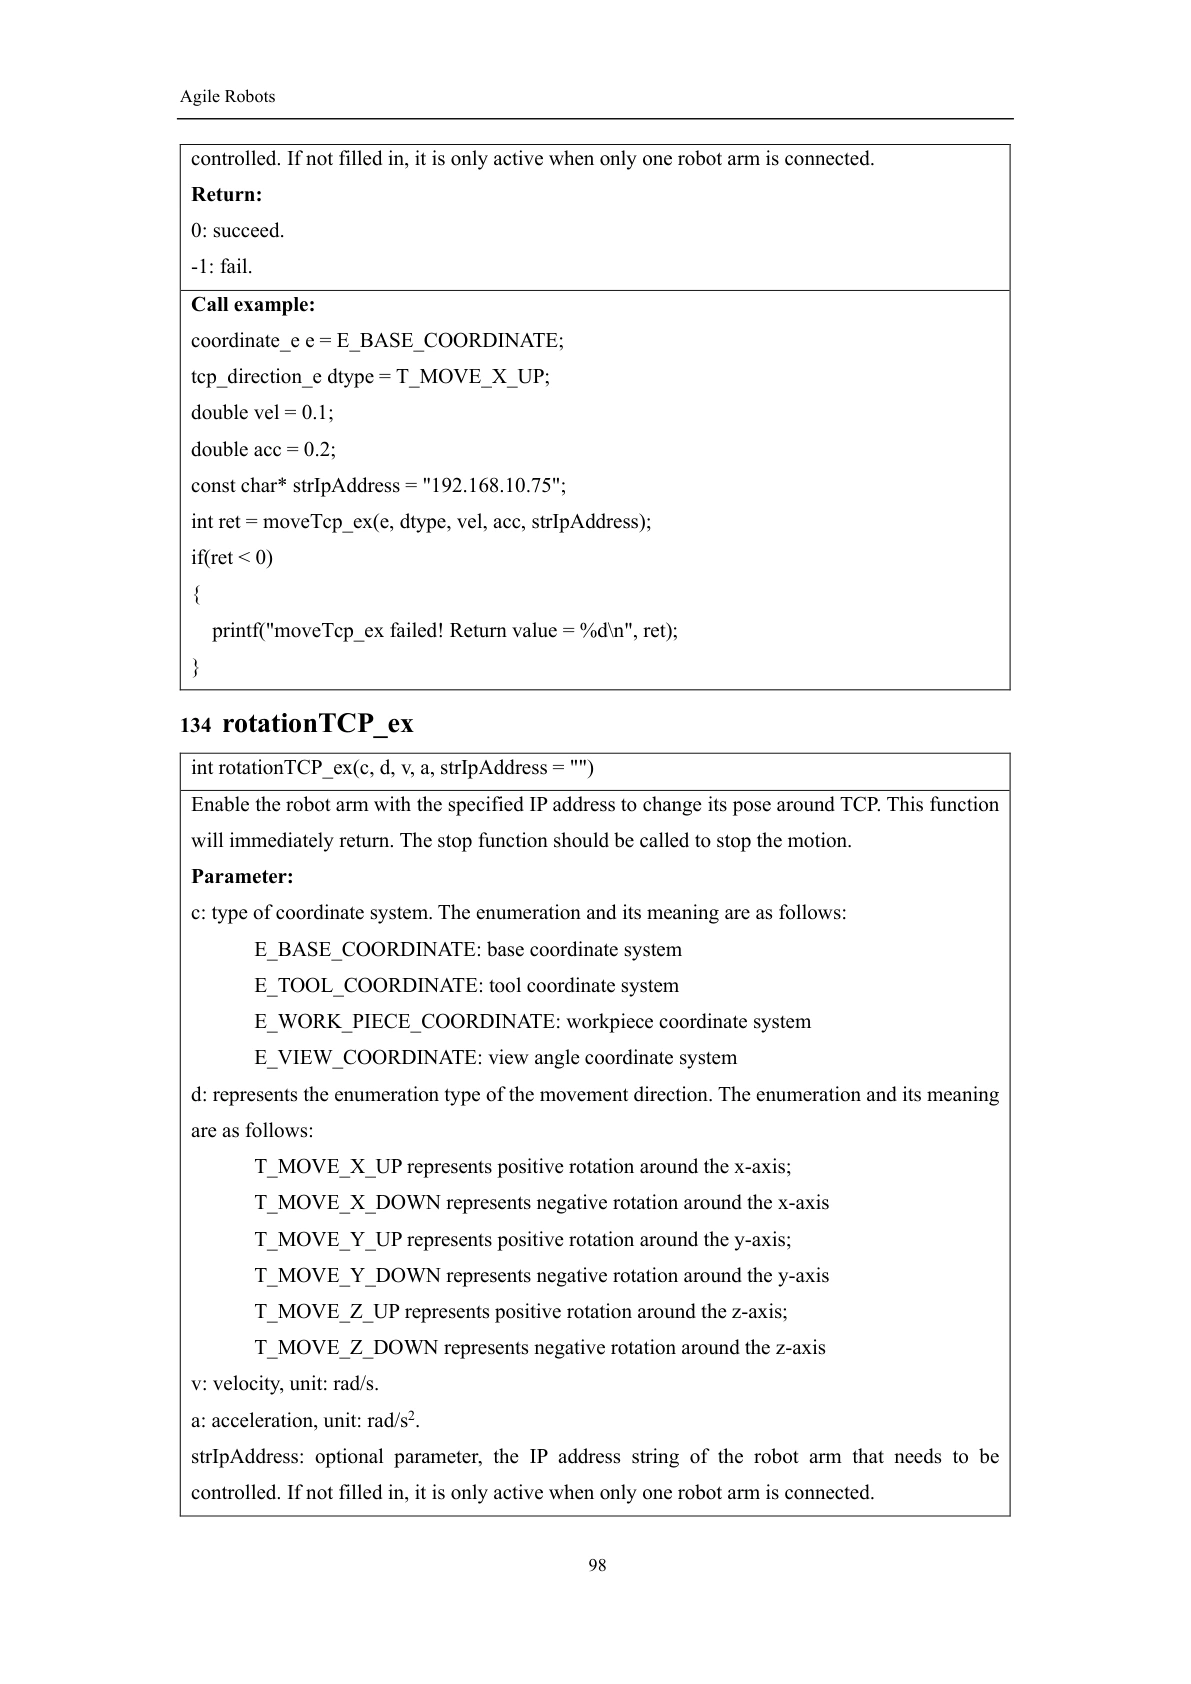 Agile Robots
controlled. If not filled in, it is only active when only one robot arm is connected.
Return:
0: succeed.
-1: fail.
Call example:
coordinate_e e = E_BASE_COORDINATE;
tcp_direction_e dtype = T_MOVE_X_UP;
double vel = 0.1;
double acc = 0.2;
const char* strIpAddress = "192.168.10.75";
int ret = moveTcp_ex(e, dtype, vel, acc, strIpAddress);
if(ret < 0)
{
printf("moveTcp_ex failed! Return value = %d\n", ret);
}
134 rotationTCP_ex
int rotationTCP_ex(c, d, v, a, strIpAddress = "")
Enable the robot arm with the specified IP address to change its pose around TCP. This function
will immediately return. The stop function should be called to stop the motion.
Parameter:
c: type of coordinate system. The enumeration and its meaning are as follows:
E_BASE_COORDINATE: base coordinate system
E_TOOL_COORDINATE: tool coordinate system
E_WORK_PIECE_COORDINATE: workpiece coordinate system
E_VIEW_COORDINATE: view angle coordinate system
d: represents the enumeration type of the movement direction. The enumeration and its meaning
are as follows:
T_MOVE_X_UP represents positive rotation around the x-axis;
T_MOVE_X_DOWN represents negative rotation around the x-axis
T_MOVE_Y_UP represents positive rotation around the y-axis;
T_MOVE_Y_DOWN represents negative rotation around the y-axis
T_MOVE_Z_UP represents positive rotation around the z-axis;
T_MOVE_Z_DOWN represents negative rotation around the z-axis
v: velocity, unit: rad/s.
a: acceleration, unit: rad/s².
strIpAddress: optional parameter, the IP address string of the robot arm that needs to be
controlled. If not filled in, it is only active when only one robot arm is connected.
98